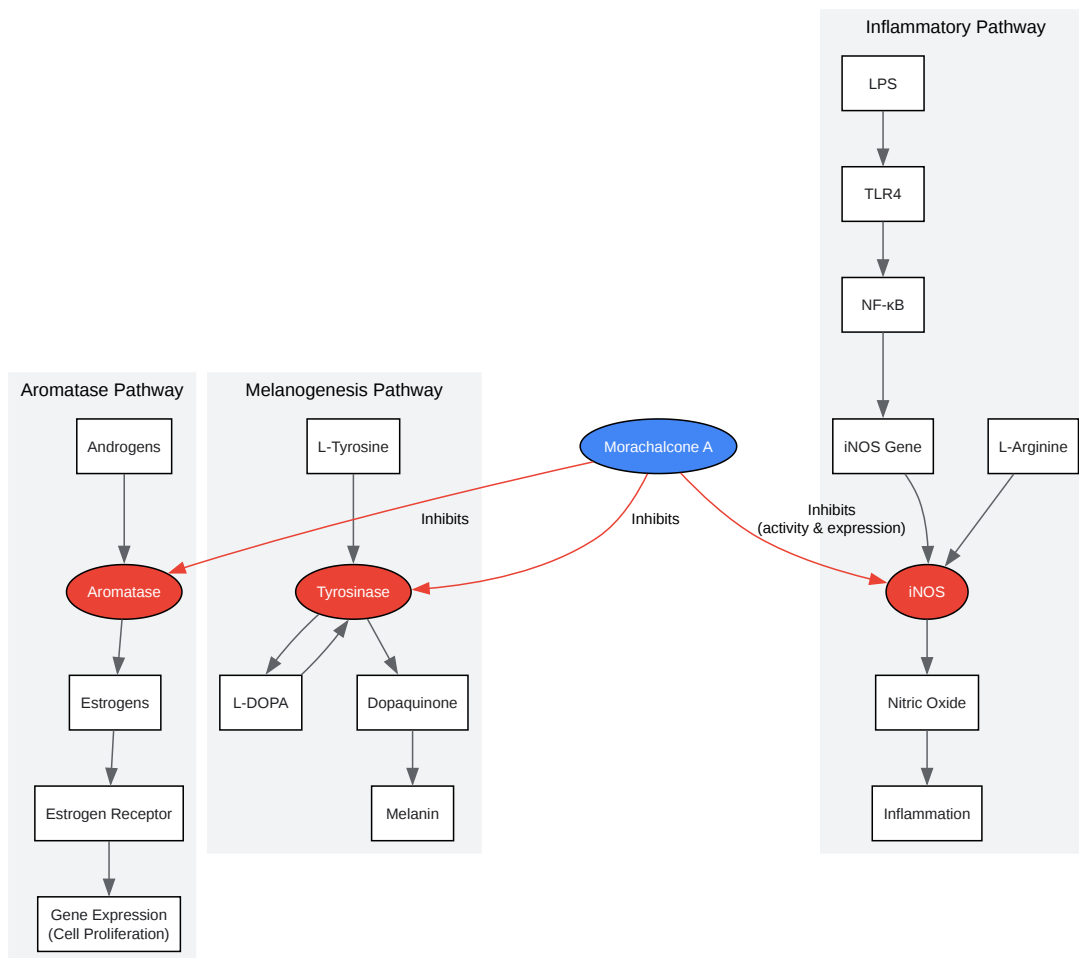 Inflammatory Pathway
LPS
TLR4
NF-κB
Aromatase Pathway
Melanogenesis Pathway
Androgens
L-Tyrosine
Morachalcone A
iNOS Gene
L-Arginine
Inhibits
Inhibits
Inhibits
(activity & expression)
Aromatase
Tyrosinase
iNOS
Estrogens
L-DOPA
Dopaquinone
Nitric Oxide
Estrogen Receptor
Melanin
Inflammation
Gene Expression
(Cell Proliferation)